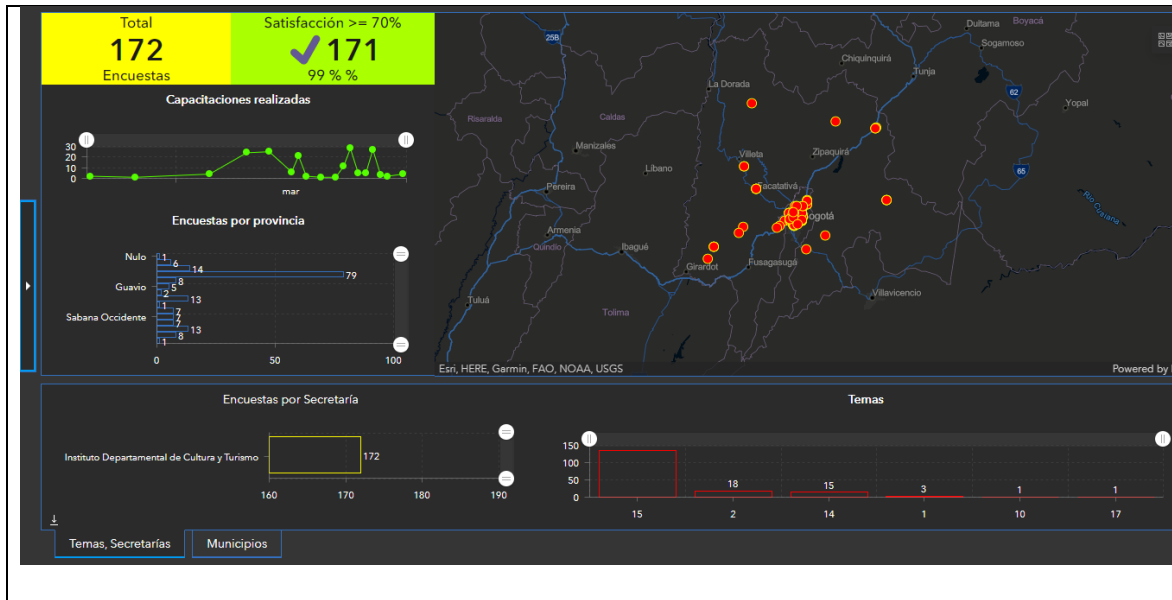 Total
172
Encuestas
Satisfacción >= 70%
171
99 % %
Capacitaciones realizadas
30
20
10
0
mar
Encuestas por provincia
Nulo
Guavio
Sabana Occidente
1
6
14
79
8
5
2
13
1
7
7
7
13
8
1
0
50
100
Duitama
Boyacá
Sogamoso
25B
Chiquinquirá
Tunja
La Dorada
62
Yopal
Risaralda
Caldas
Manizales
Villeta
Zipaquirá
Líbano
65
Pereira
Facatativá
Bogotá
Río Cusiana
Armenia
Quindío
Ibagué
Girardot
Fusagasugá
Villavicencio
Tuluá
Tolima
Esri, HERE, Garmin, FAO, NOAA, USGS
Powered by
Encuestas por Secretaría
Instituto Departamental de Cultura y Turismo
172
160
170
180
190
Temas
150
100
50
0
18
15
3
1
1
15
2
14
1
10
17
Temas, Secretarías
Municipios